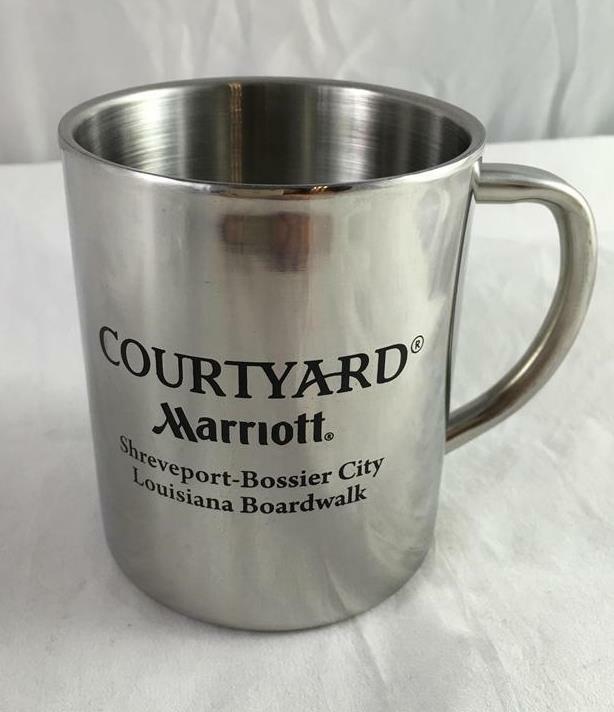 COURTYARD®
Marriott®
Shreveport-Bossier City
Louisiana Boardwalk